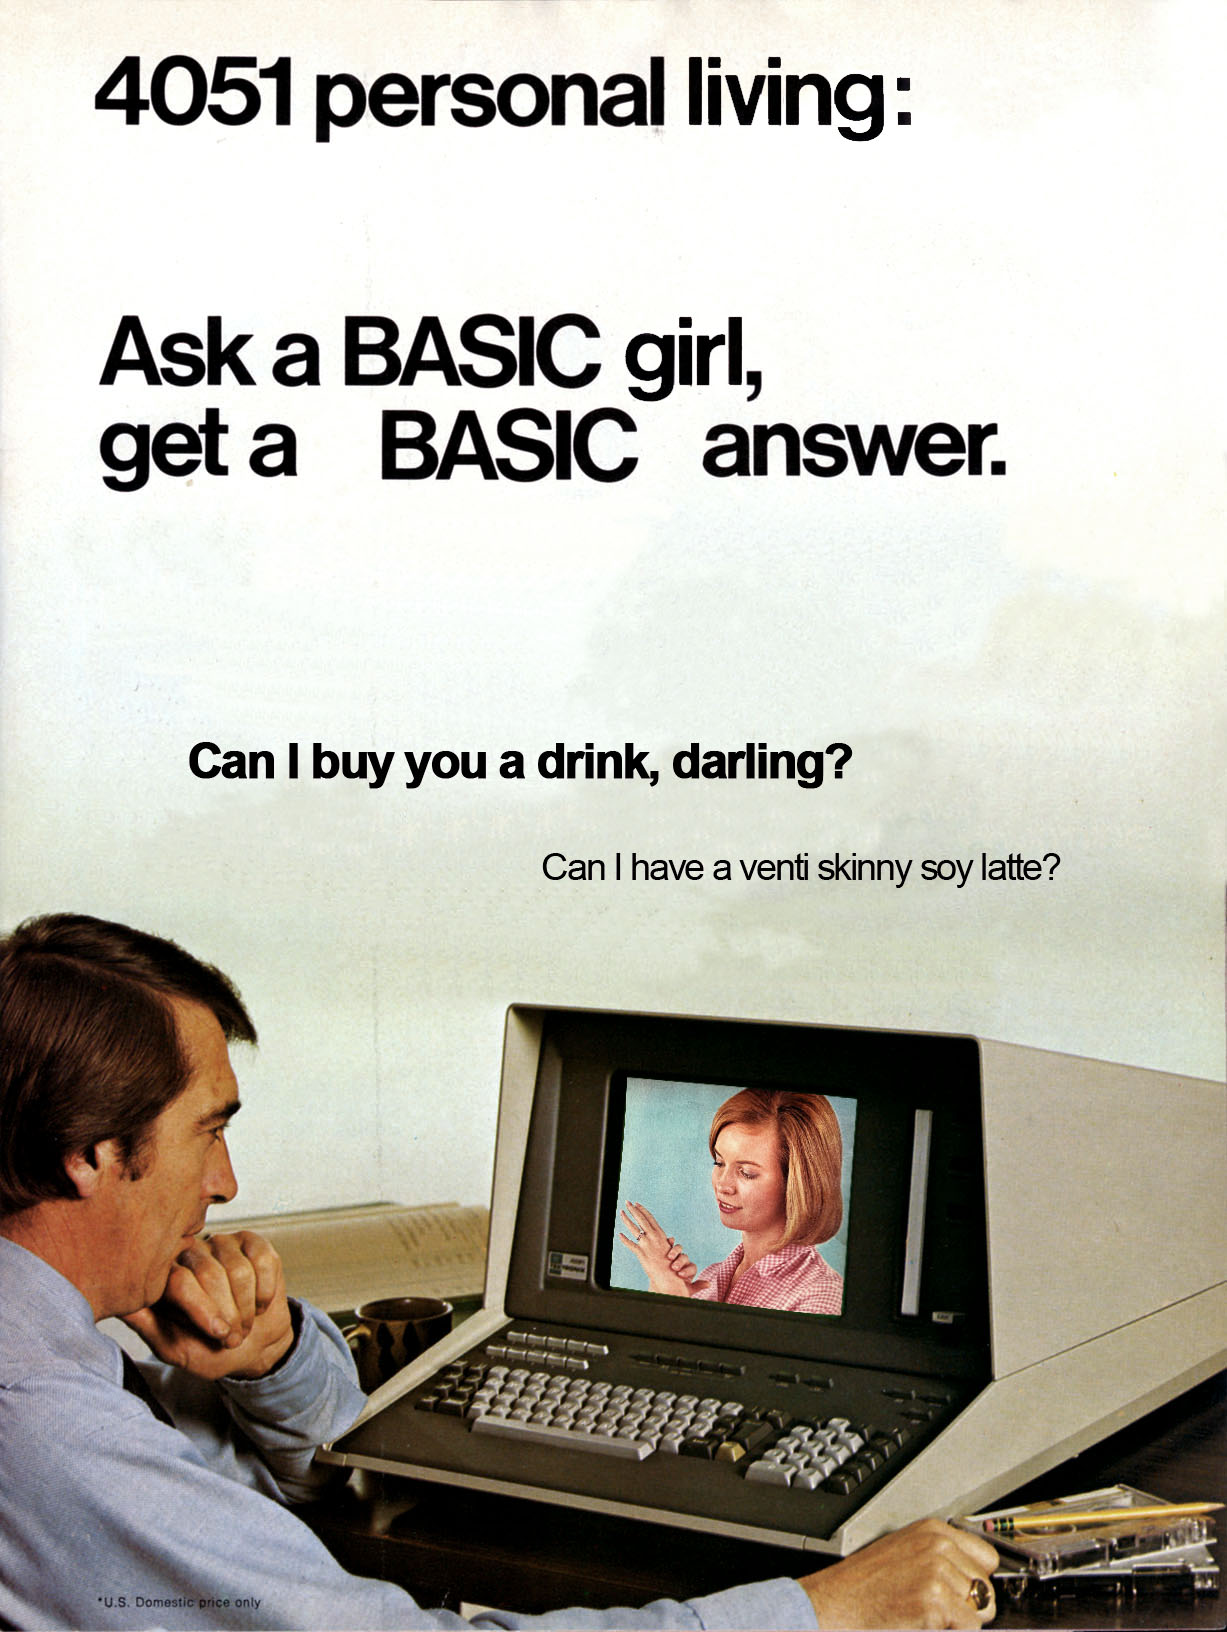 4051 personal living:
Ask a BASIC girl,
get a BASIC answer.
Can I buy you a drink, darling?
Can I have a venti skinny soy latte?
*U.S. Domestic price only